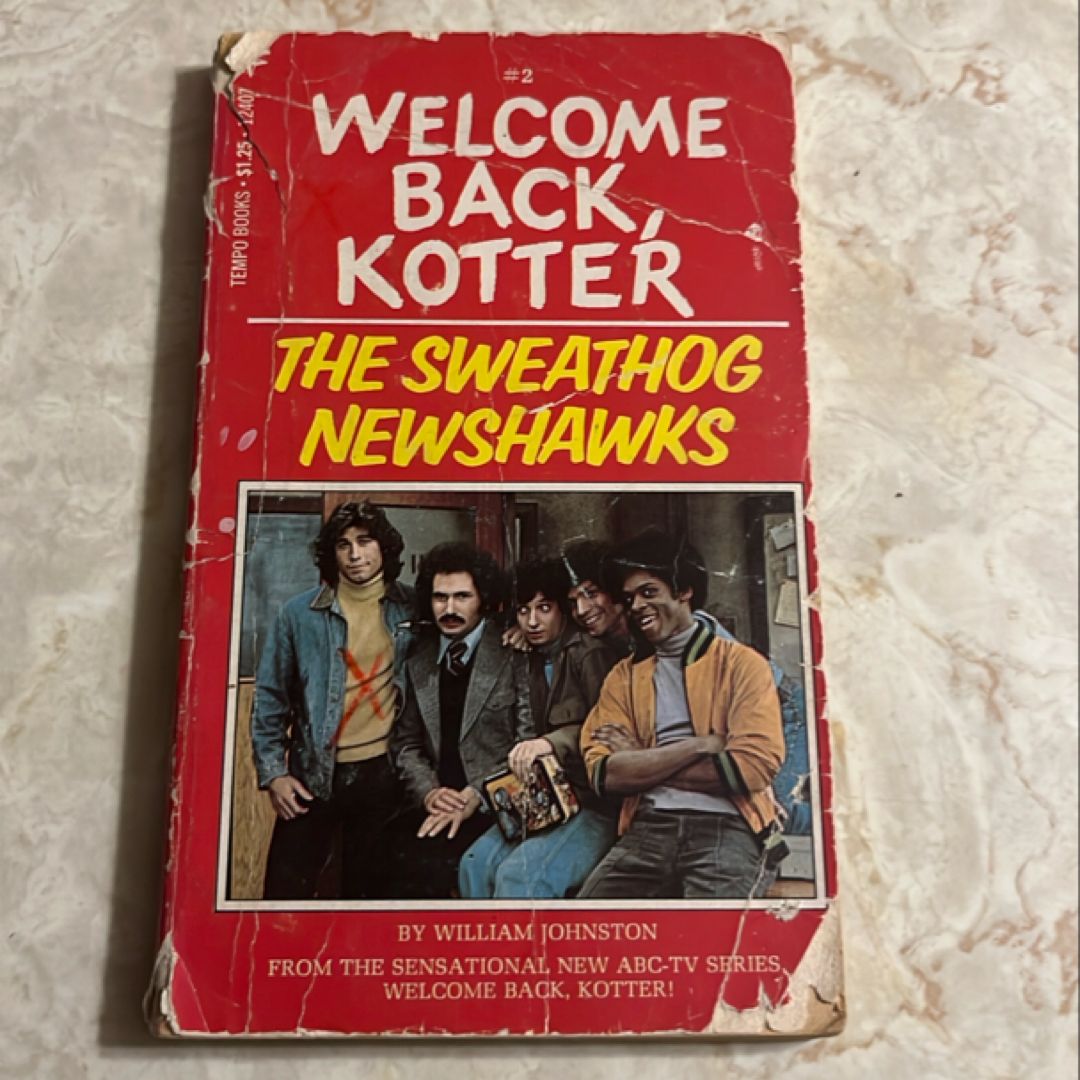 #2
TEMPO BOOKS • $1.25 • 12407
WELCOME
BACK,
KOTTER
THE SWEATHOG
NEWSHAWKS
BY WILLIAM JOHNSTON
FROM THE SENSATIONAL NEW ABC-TV SERIES,
WELCOME BACK, KOTTER!